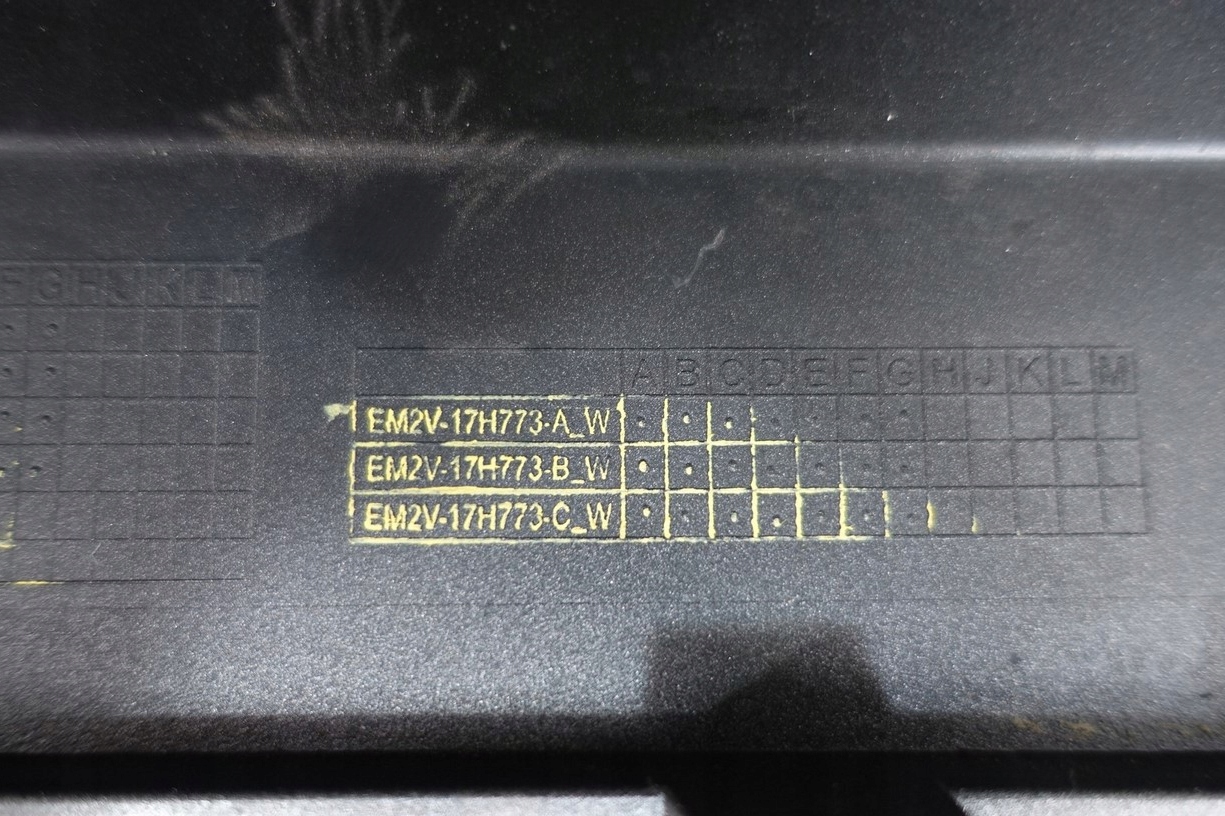 F G H J K L M
A B C D E F G H J K L M
EM2V-17H773-A_W
EM2V-17H773-B_W
EM2V-17H773-C_W